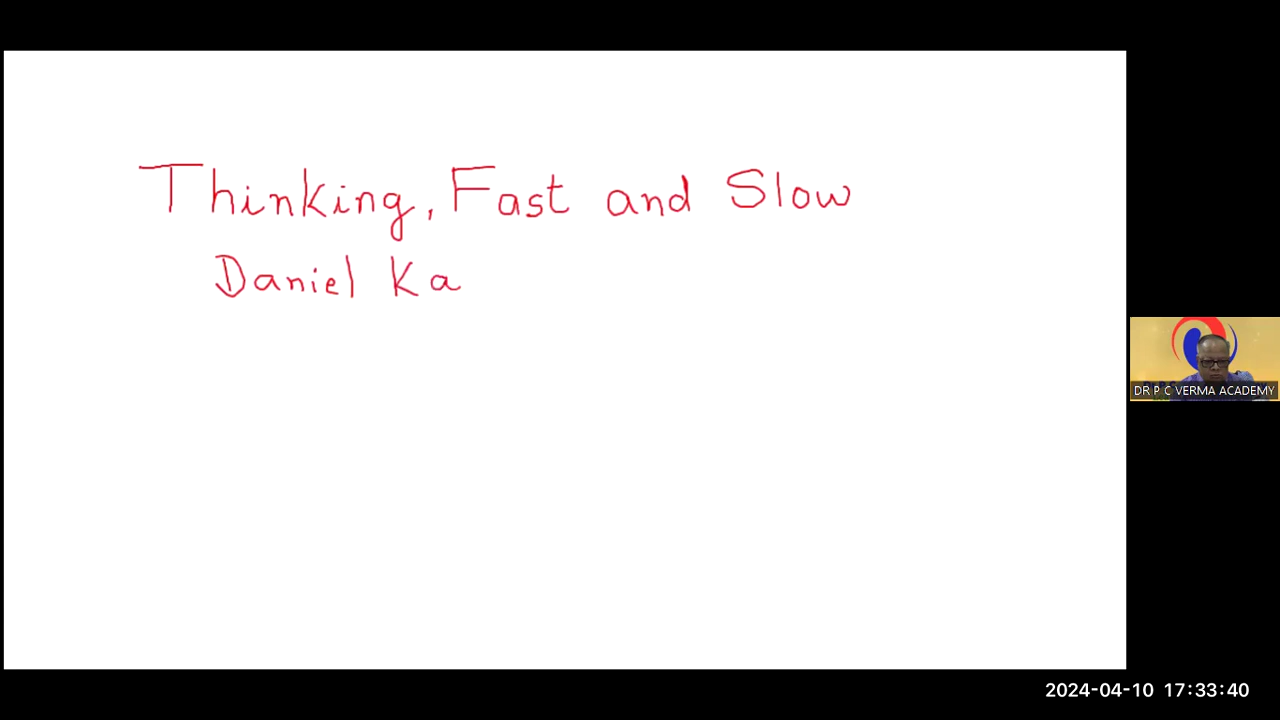 Thinking, Fast and Slow
Daniel Ka
DR P C VERMA ACADEMY
2024-04-10 17:33:40